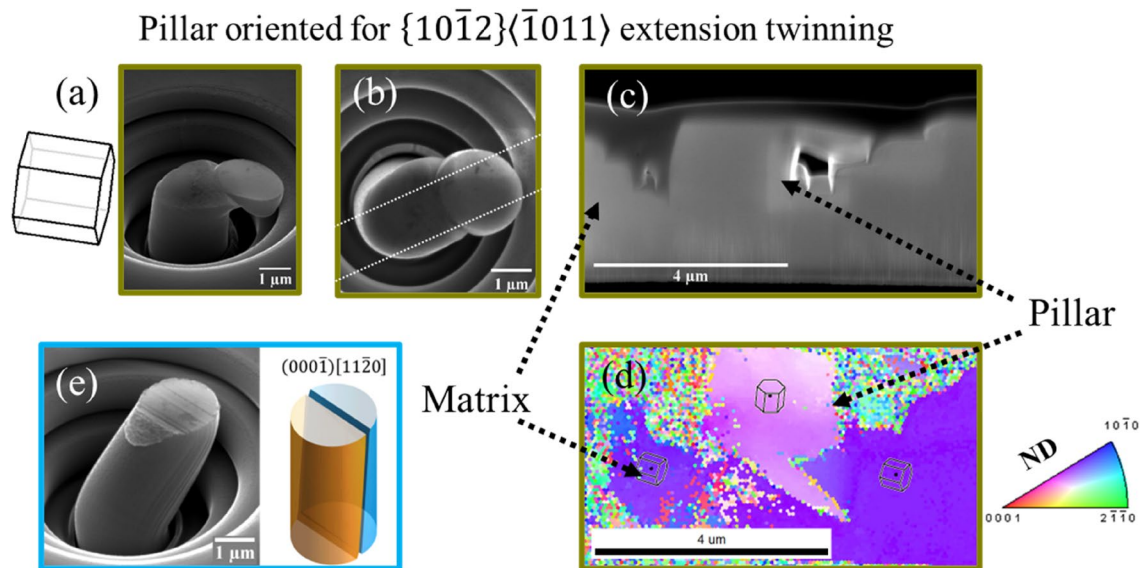 Pillar oriented for {101̅2}⟨1̅011⟩ extension twinning
(a)
1 μm
(b)
1 μm
(c)
4 μm
Pillar
Matrix
(e)
1 μm
(0001̅)[112̅0]
(d)
4 um
ND
101̅0
0001
21̅1̅0